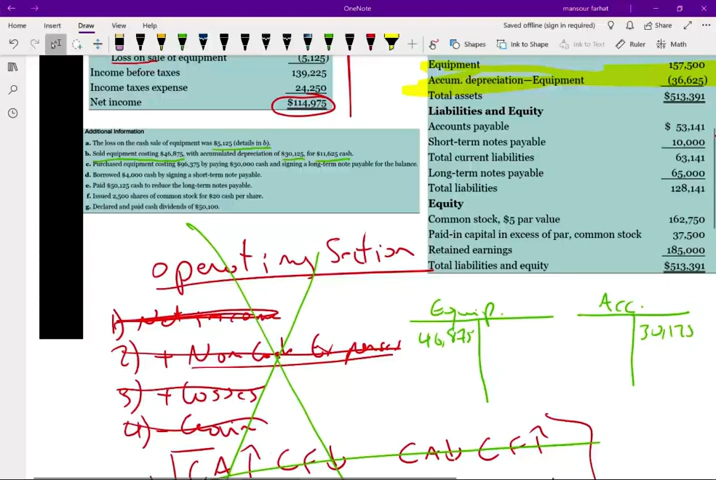 OneNote
mansour farhat
Home Insert Draw View Help
Saved offline (sign in required)
Share
Shapes Ink to Shape Ink to Text Ruler Math
Loss on sale of equipment (5,125)
Income before taxes 139,225
Income taxes expense 24,250
Net income $114,975
Additional Information
a. The loss on the cash sale of equipment was $5,125 (details in b).
b. Sold equipment costing $46,875, with accumulated depreciation of $30,125, for $11,625 cash.
c. Purchased equipment costing $96,375 by paying $30,000 cash and signing a long-term note payable for the balance.
d. Borrowed $4,000 cash by signing a short-term note payable.
e. Paid $50,125 cash to reduce the long-term notes payable.
f. Issued 2,500 shares of common stock for $20 cash per share.
g. Declared and paid cash dividends of $50,100.
Equipment 157,500
Accum. depreciation—Equipment (36,625)
Total assets $513,391
Liabilities and Equity
Accounts payable $ 53,141
Short-term notes payable 10,000
Total current liabilities 63,141
Long-term notes payable 65,000
Total liabilities 128,141
Equity
Common stock, $5 par value 162,750
Paid-in capital in excess of par, common stock 37,500
Retained earnings 185,000
Total liabilities and equity $513,391
operating Section
1) Net income
2) + Non Cash Expenses
3) + Losses
4) - Gain
CA↑ CF↓ CA↓ CF↑
Equip.
46,875
Acc.
30,125